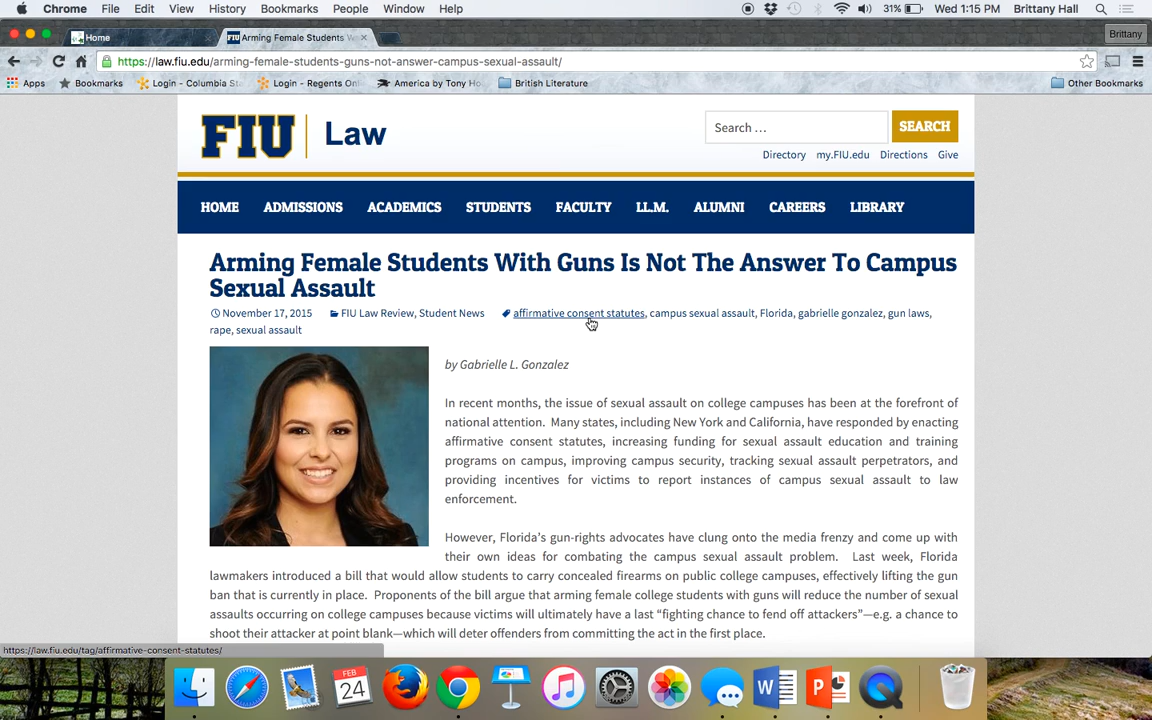 Chrome File Edit View History Bookmarks People Window Help 31% Wed 1:15 PM Brittany Hall
Home Arming Female Students W Brittany
https://law.fiu.edu/arming-female-students-guns-not-answer-campus-sexual-assault/
Apps Bookmarks Login - Columbia Sta Login - Regents Onl America by Tony Ho British Literature Other Bookmarks
FIU Law
Search ... SEARCH
Directory my.FIU.edu Directions Give
HOME ADMISSIONS ACADEMICS STUDENTS FACULTY LL.M. ALUMNI CAREERS LIBRARY
Arming Female Students With Guns Is Not The Answer To Campus
Sexual Assault
November 17, 2015 FIU Law Review, Student News affirmative consent statutes, campus sexual assault, Florida, gabrielle gonzalez, gun laws,
rape, sexual assault
by Gabrielle L. Gonzalez
In recent months, the issue of sexual assault on college campuses has been at the forefront of
national attention. Many states, including New York and California, have responded by enacting
affirmative consent statutes, increasing funding for sexual assault education and training
programs on campus, improving campus security, tracking sexual assault perpetrators, and
providing incentives for victims to report instances of campus sexual assault to law
enforcement.
However, Florida's gun-rights advocates have clung onto the media frenzy and come up with
their own ideas for combating the campus sexual assault problem. Last week, Florida
lawmakers introduced a bill that would allow students to carry concealed firearms on public college campuses, effectively lifting the gun
ban that is currently in place. Proponents of the bill argue that arming female college students with guns will reduce the number of sexual
assaults occurring on college campuses because victims will ultimately have a last “fighting chance to fend off attackers”—e.g. a chance to
shoot their attacker at point blank—which will deter offenders from committing the act in the first place.
https://law.fiu.edu/tag/affirmative-consent-statutes/
FEB
24
W P